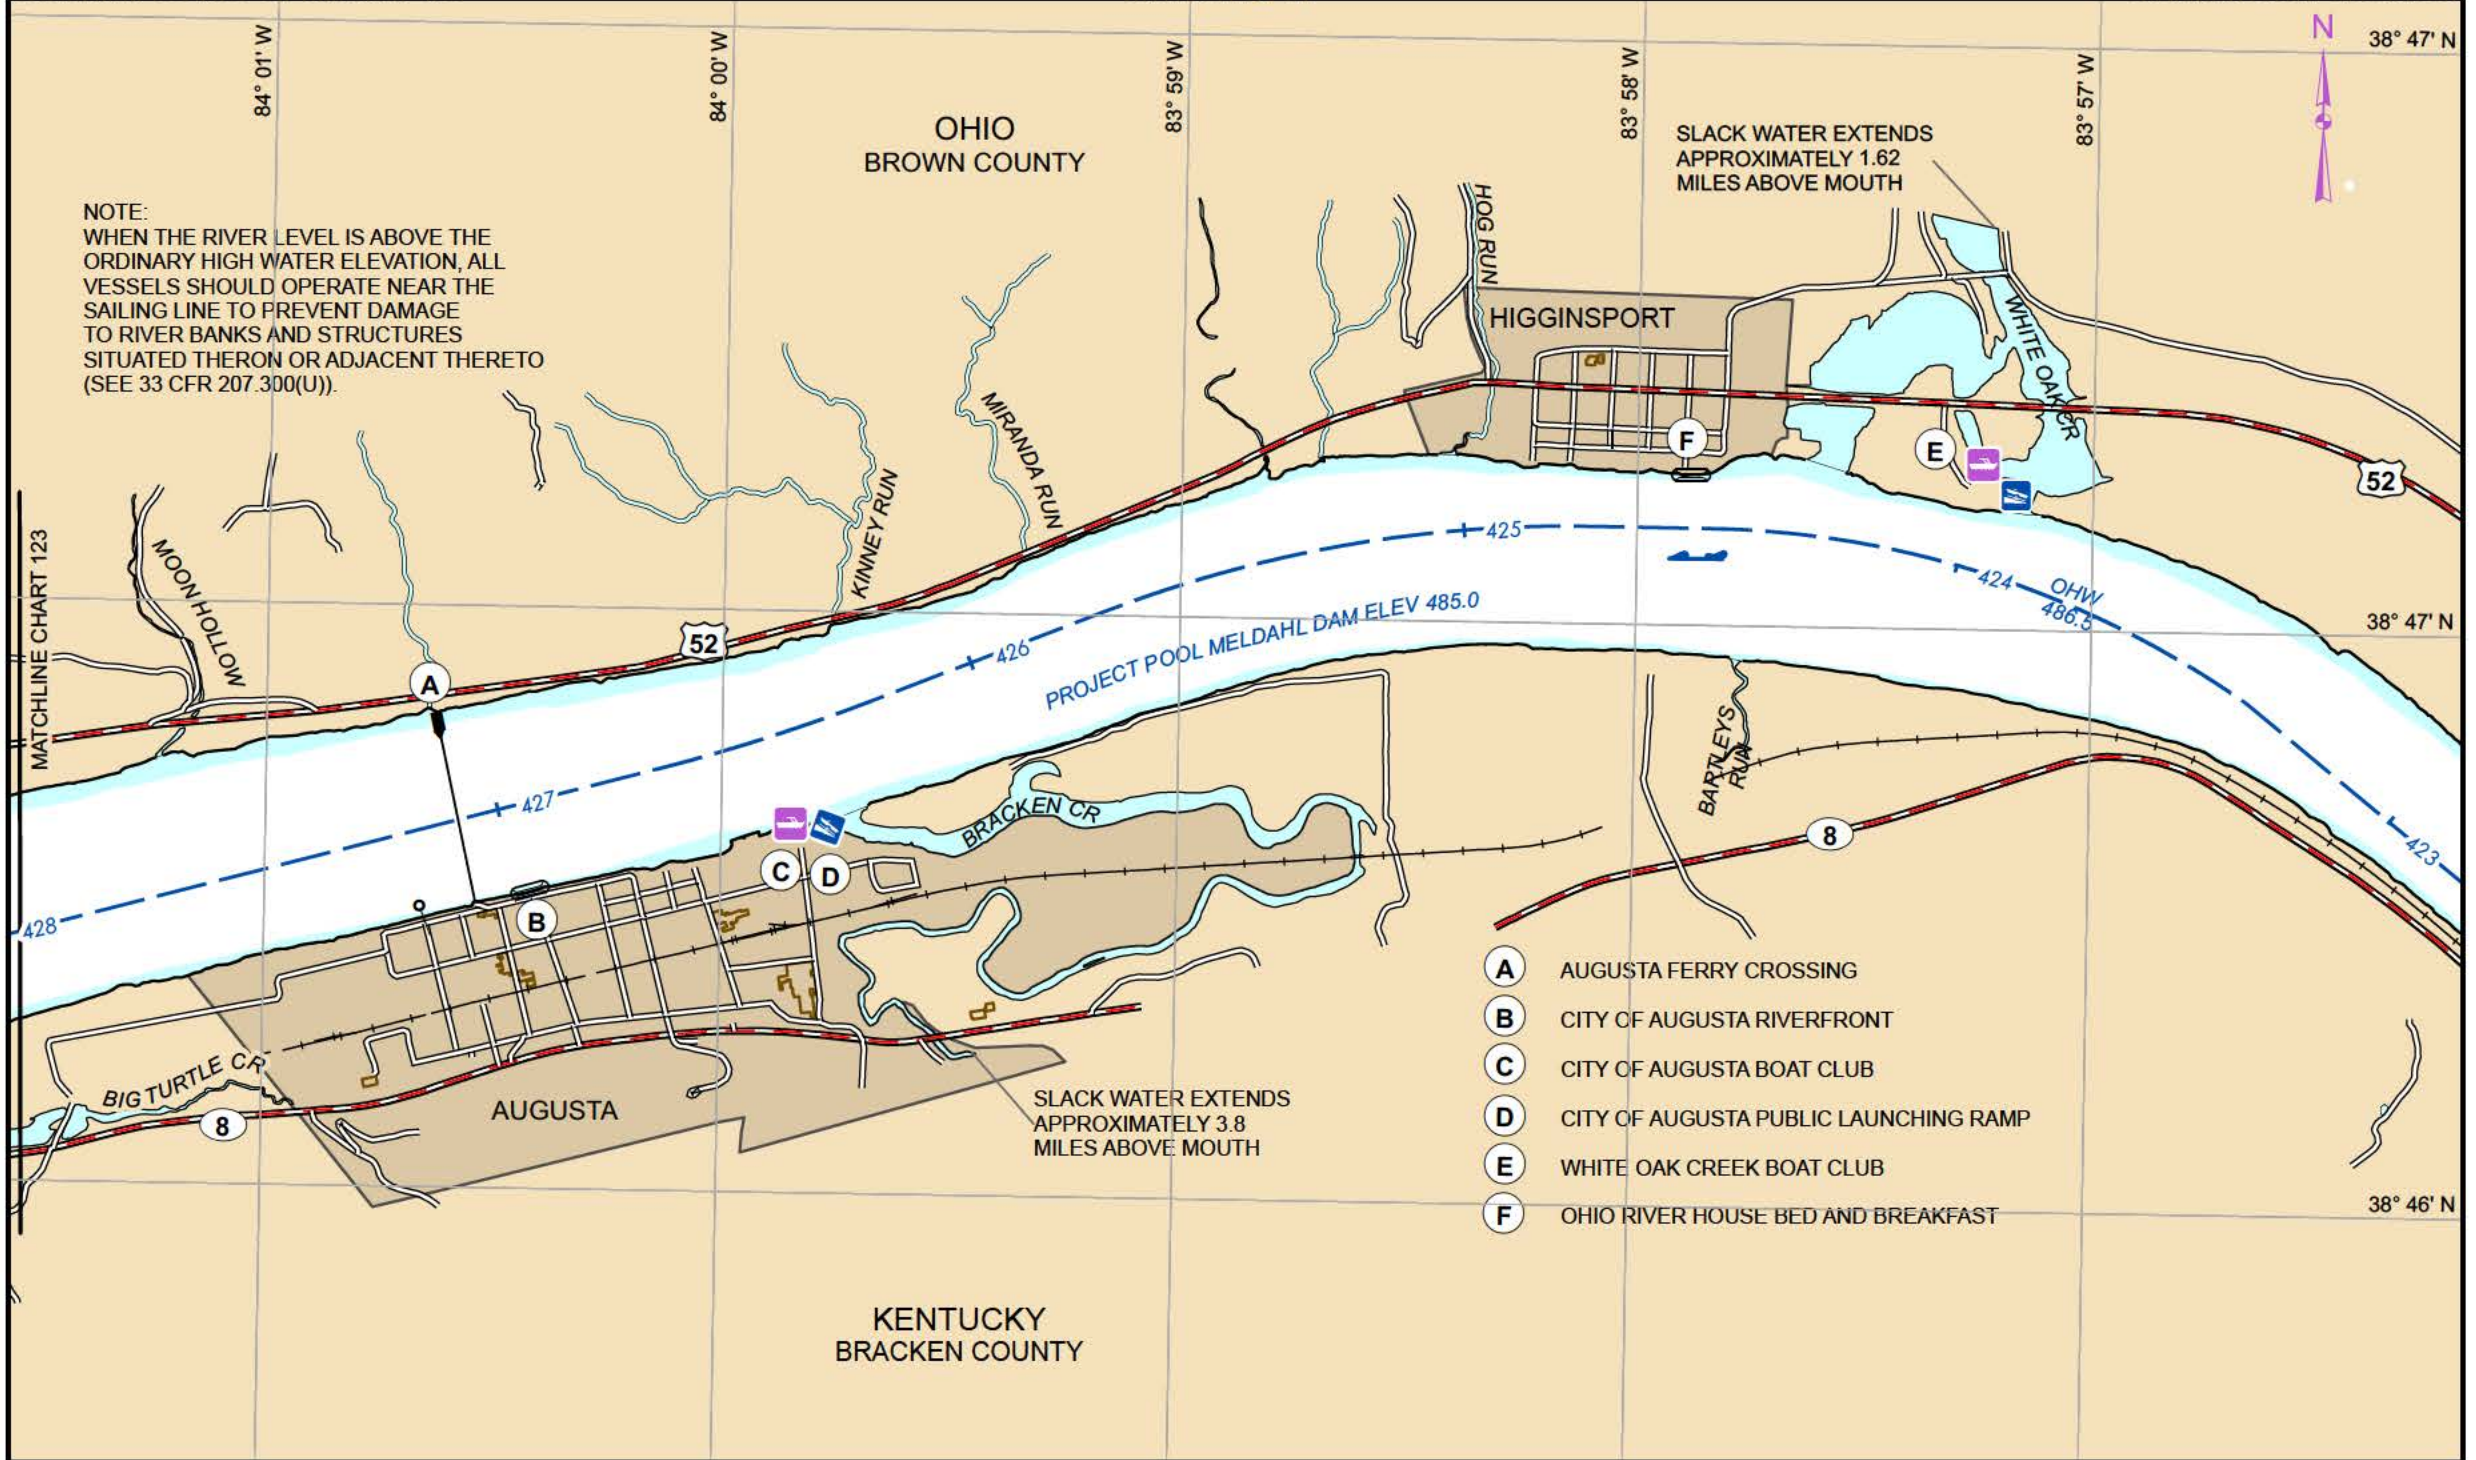 84° 01' W
84° 00' W
83° 59' W
83° 58' W
83° 57' W
N
38° 47' N
OHIO
BROWN COUNTY
SLACK WATER EXTENDS
APPROXIMATELY 1.62
MILES ABOVE MOUTH
NOTE:
WHEN THE RIVER LEVEL IS ABOVE THE
ORDINARY HIGH WATER ELEVATION, ALL
VESSELS SHOULD OPERATE NEAR THE
SAILING LINE TO PREVENT DAMAGE
TO RIVER BANKS AND STRUCTURES
SITUATED THERON OR ADJACENT THERETO
(SEE 33 CFR 207.300(U)).
HOG RUN
HIGGINSPORT
WHITE OAK CR
MIRANDA RUN
KINNEY RUN
MOON HOLLOW
MATCHLINE CHART 123
F
E
52
52
A
425
424
OHW
486.5
426
PROJECT POOL MELDAHL DAM ELEV 485.0
38° 47' N
427
428
423
BRACKEN CR
BARTLEYS
RUN
8
C
D
B
BIG TURTLE CR
8
AUGUSTA
SLACK WATER EXTENDS
APPROXIMATELY 3.8
MILES ABOVE MOUTH
A AUGUSTA FERRY CROSSING
B CITY OF AUGUSTA RIVERFRONT
C CITY OF AUGUSTA BOAT CLUB
D CITY OF AUGUSTA PUBLIC LAUNCHING RAMP
E WHITE OAK CREEK BOAT CLUB
F OHIO RIVER HOUSE BED AND BREAKFAST
38° 46' N
KENTUCKY
BRACKEN COUNTY